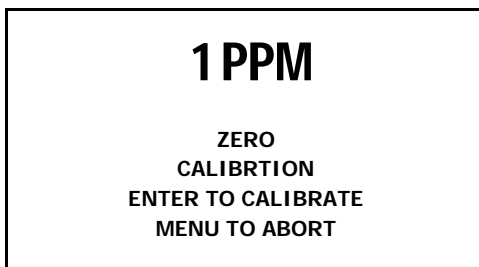 1 PPM
ZERO
CALIBRTION
ENTER TO CALIBRATE
MENU TO ABORT